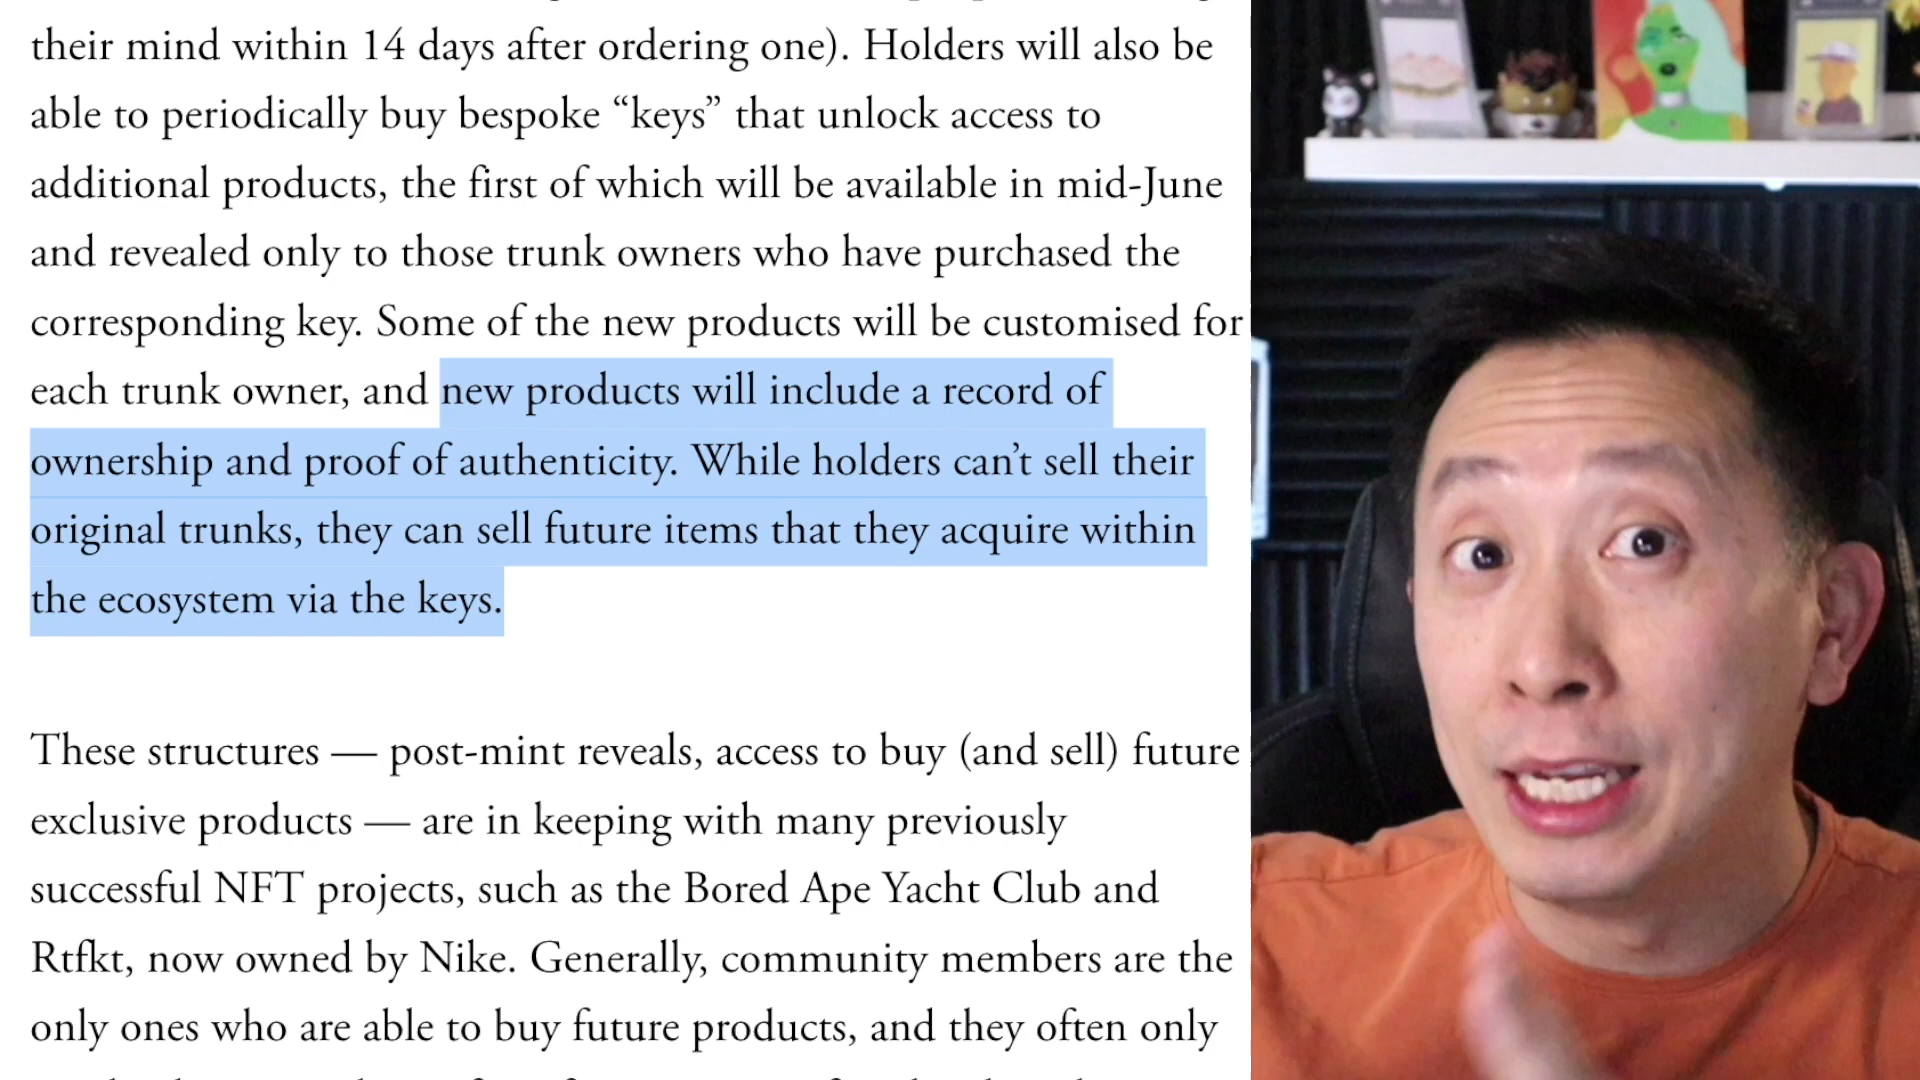 their mind within 14 days after ordering one). Holders will also be
able to periodically buy bespoke “keys” that unlock access to
additional products, the first of which will be available in mid-June
and revealed only to those trunk owners who have purchased the
corresponding key. Some of the new products will be customised for
each trunk owner, and new products will include a record of
ownership and proof of authenticity. While holders can’t sell their
original trunks, they can sell future items that they acquire within
the ecosystem via the keys.
These structures — post-mint reveals, access to buy (and sell) future
exclusive products — are in keeping with many previously
successful NFT projects, such as the Bored Ape Yacht Club and
Rtfkt, now owned by Nike. Generally, community members are the
only ones who are able to buy future products, and they often only